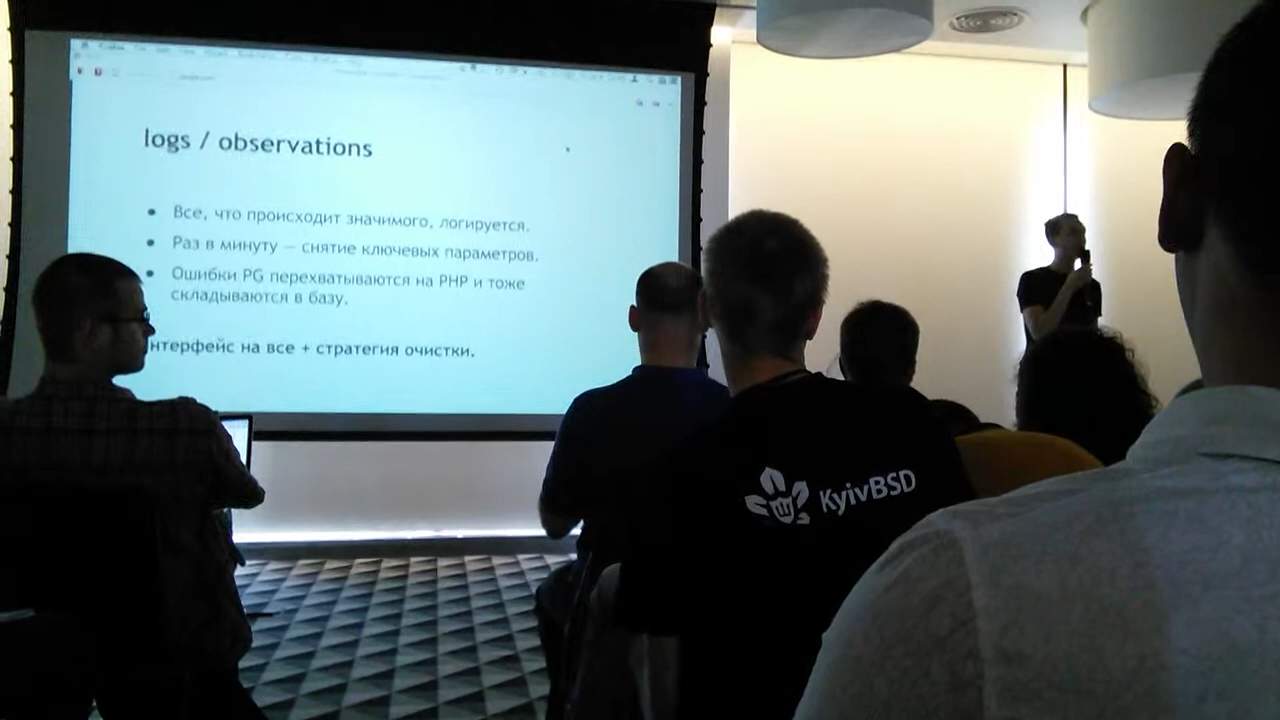 logs / observations
• Все, что происходит значимого, логируется.
• Раз в минуту — снятие ключевых параметров.
• Ошибки PG перехватываются на PHP и тоже
складываются в базу.
нтерфейс на все + стратегия очистки.
KyivBSD